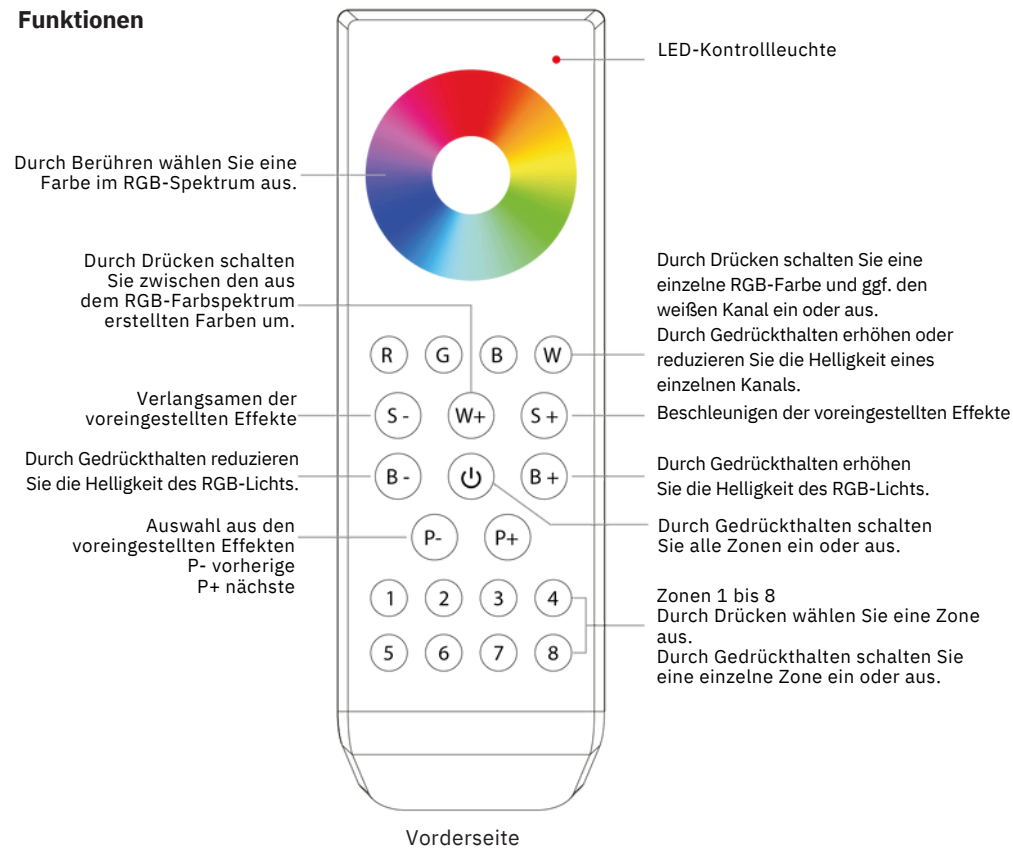 Funktionen
LED-Kontrollleuchte
Durch Berühren wählen Sie eine
Farbe im RGB-Spektrum aus.
Durch Drücken schalten
Sie zwischen den aus
dem RGB-Farbspektrum
erstellten Farben um.
Durch Drücken schalten Sie eine
einzelne RGB-Farbe und ggf. den
weißen Kanal ein oder aus.
Durch Gedrückthalten erhöhen oder
reduzieren Sie die Helligkeit eines
einzelnen Kanals.
R G B W
Verlangsamen der
voreingestellten Effekte
S - W+ S +
Beschleunigen der voreingestellten Effekte
Durch Gedrückthalten reduzieren
Sie die Helligkeit des RGB-Lichts.
B - B +
Durch Gedrückthalten erhöhen
Sie die Helligkeit des RGB-Lichts.
Durch Gedrückthalten schalten
Sie alle Zonen ein oder aus.
Auswahl aus den
voreingestellten Effekten
P- vorherige
P+ nächste
P- P+
1 2 3 4
5 6 7 8
Zonen 1 bis 8
Durch Drücken wählen Sie eine Zone
aus.
Durch Gedrückthalten schalten Sie
eine einzelne Zone ein oder aus.
Vorderseite